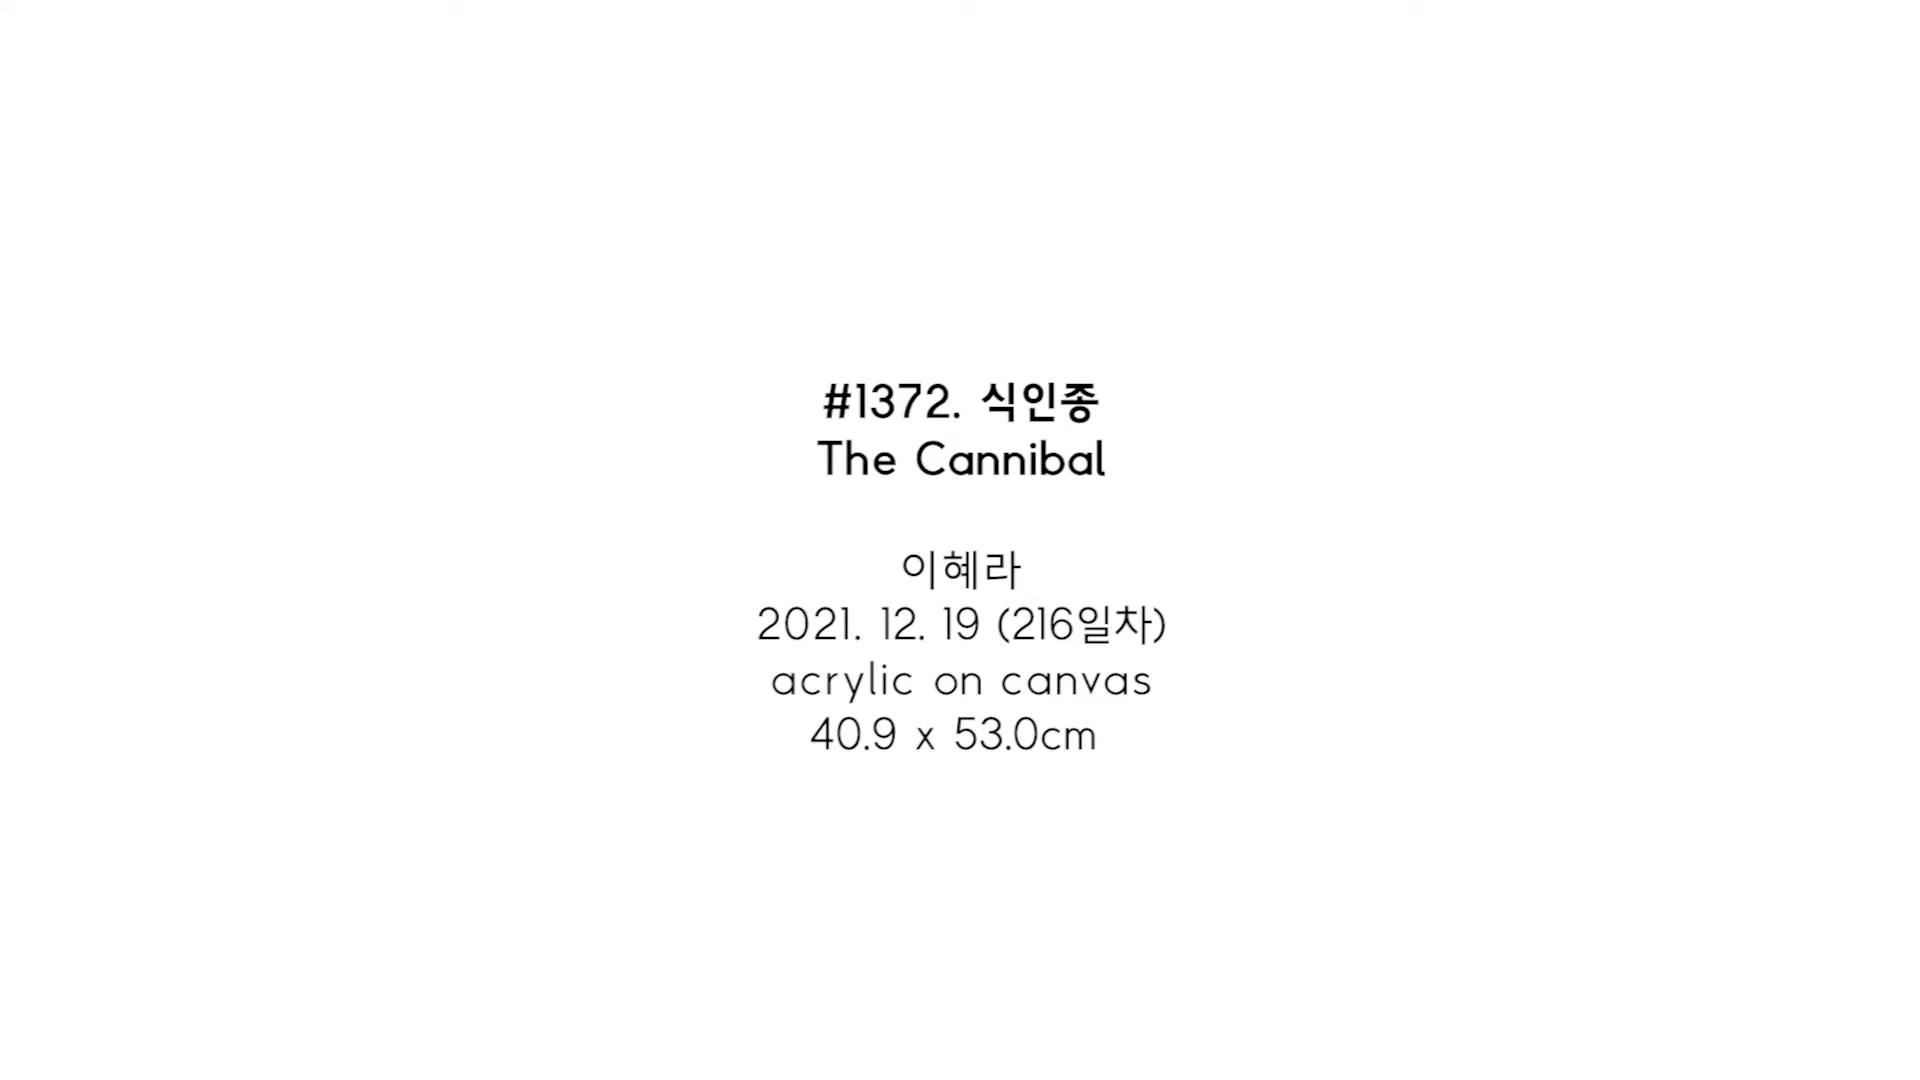 #1372. 식인종
The Cannibal
이혜라
2021. 12. 19 (216일차)
acrylic on canvas
40.9 x 53.0cm